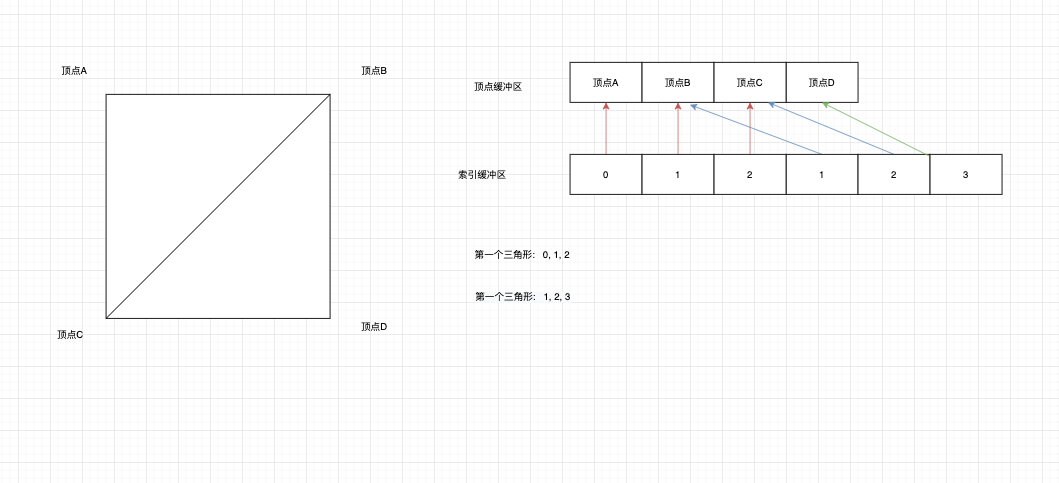 顶点A
顶点B
顶点C
顶点D
顶点缓冲区
顶点A 顶点B 顶点C 顶点D
索引缓冲区
0 1 2 1 2 3
第一个三角形: 0, 1, 2
第一个三角形: 1, 2, 3